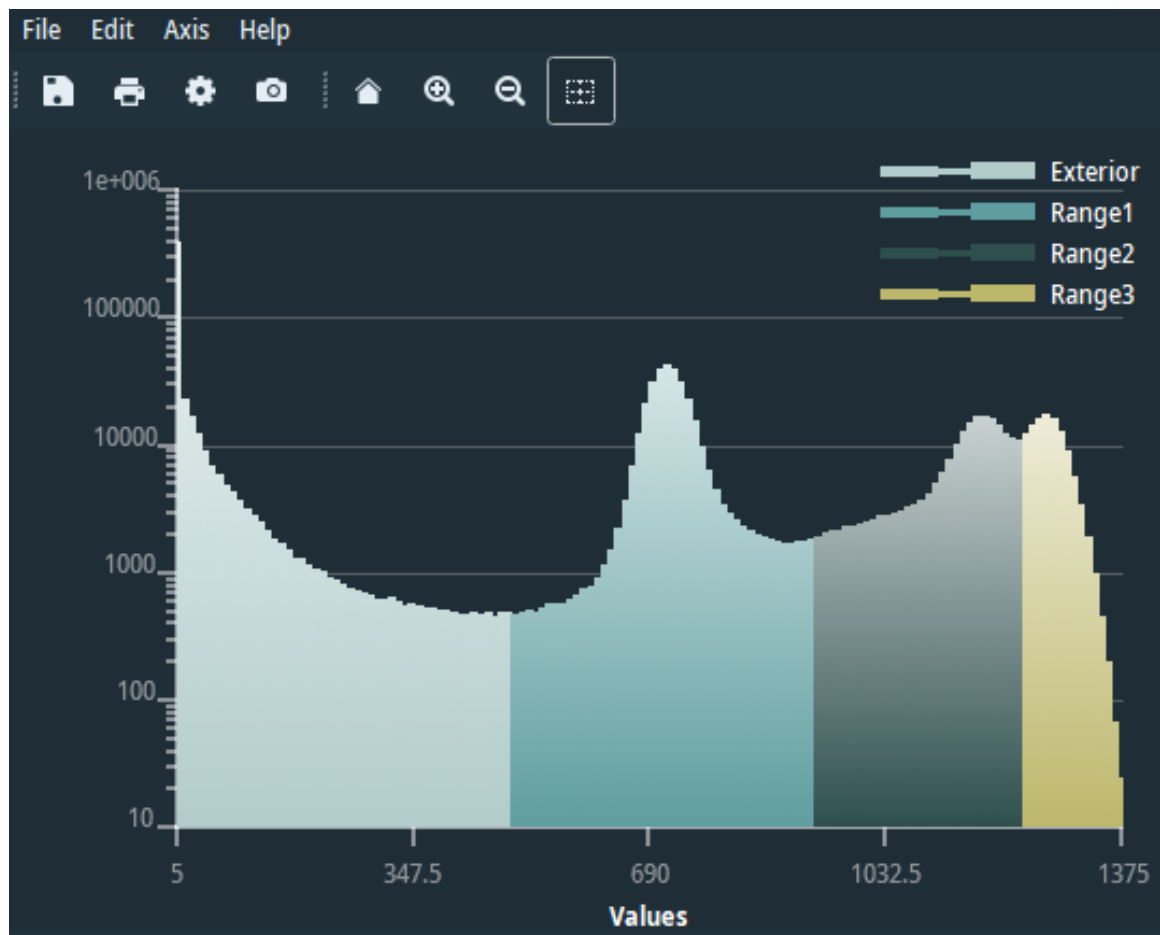 File Edit Axis Help
Exterior
Range1
Range2
Range3
1e+006
100000
10000
1000
100
10
5 347.5 690 1032.5 1375
Values